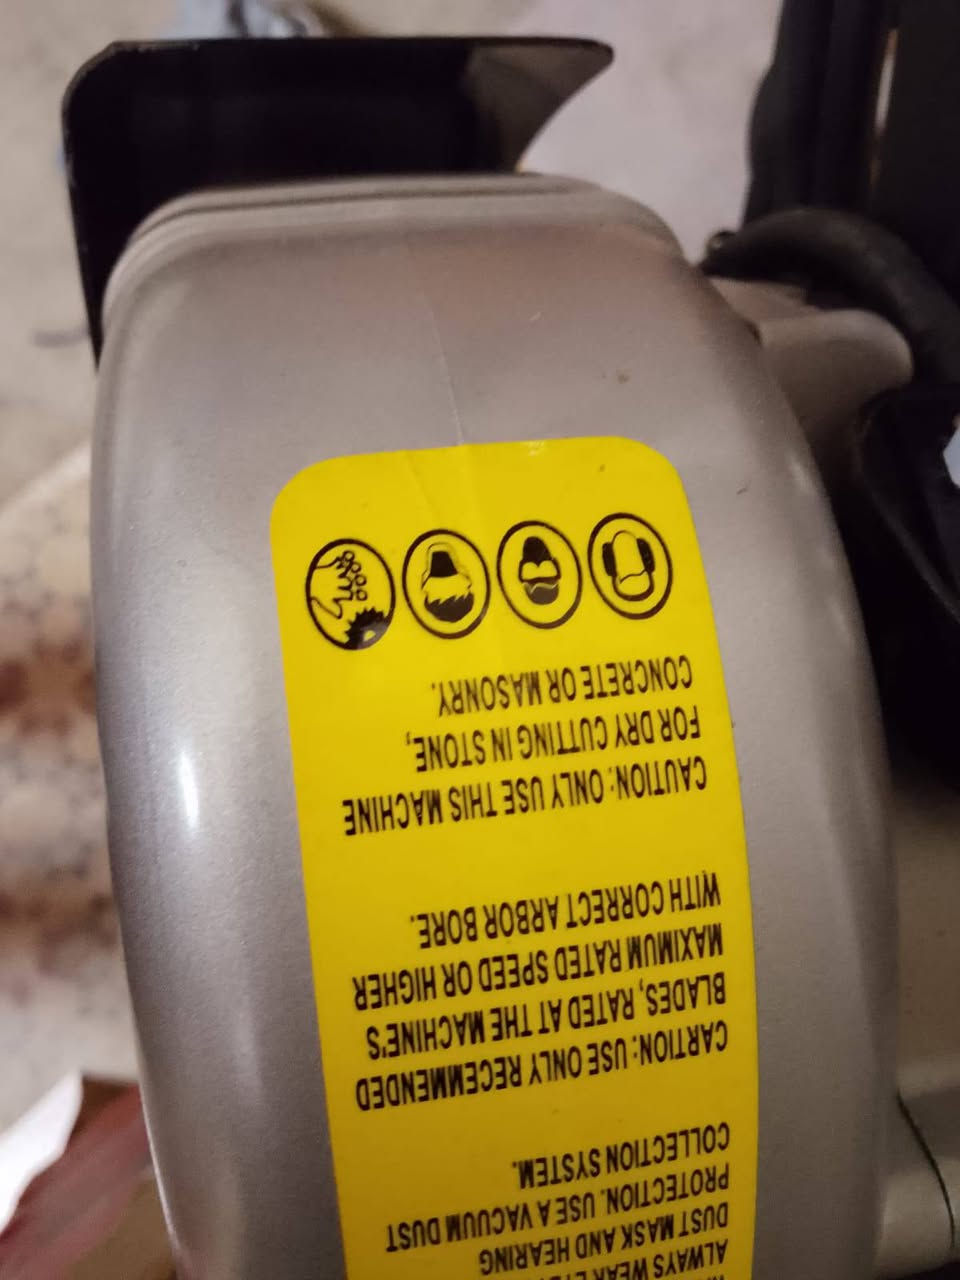 ALWAYS WEAR
DUST MASK AND HEARING
PROTECTION. USE A VACUUM DUST
COLLECTION SYSTEM.
CARTION: USE ONLY RECEMMENDED
BLADES, RATED AT THE MACHINE'S
MAXIMUM RATED SPEED OR HIGHER
WITH CORRECT ARBOR BORE.
CAUTION: ONLY USE THIS MACHINE
FOR DRY CUTTING IN STONE,
CONCRETE OR MASONRY.